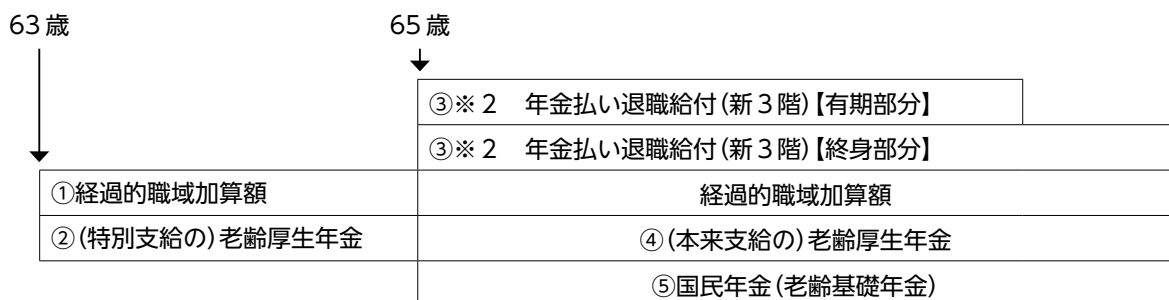 63歳 65歳
③※2 年金払い退職給付(新3階)【有期部分】
③※2 年金払い退職給付(新3階)【終身部分】
①経過的職域加算額 経過的職域加算額
②(特別支給の)老齢厚生年金 ④(本来支給の)老齢厚生年金
⑤国民年金(老齢基礎年金)